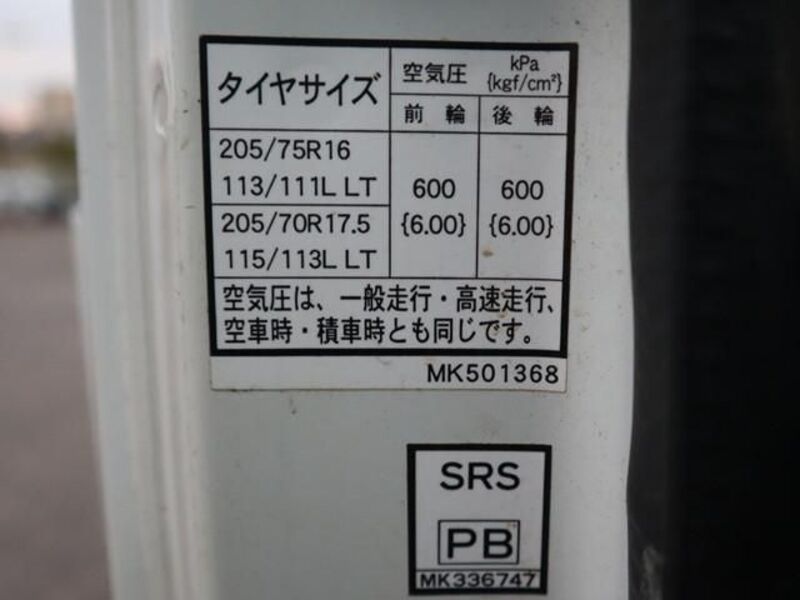 タイヤサイズ 空気圧 kPa
{kgf/cm²}
前輪 後輪
205/75R16
113/111L LT 600 600
205/70R17.5 {6.00} {6.00}
115/113L LT
空気圧は、一般走行・高速走行、
空車時・積車時とも同じです。
MK501368
SRS
PB
MK336747